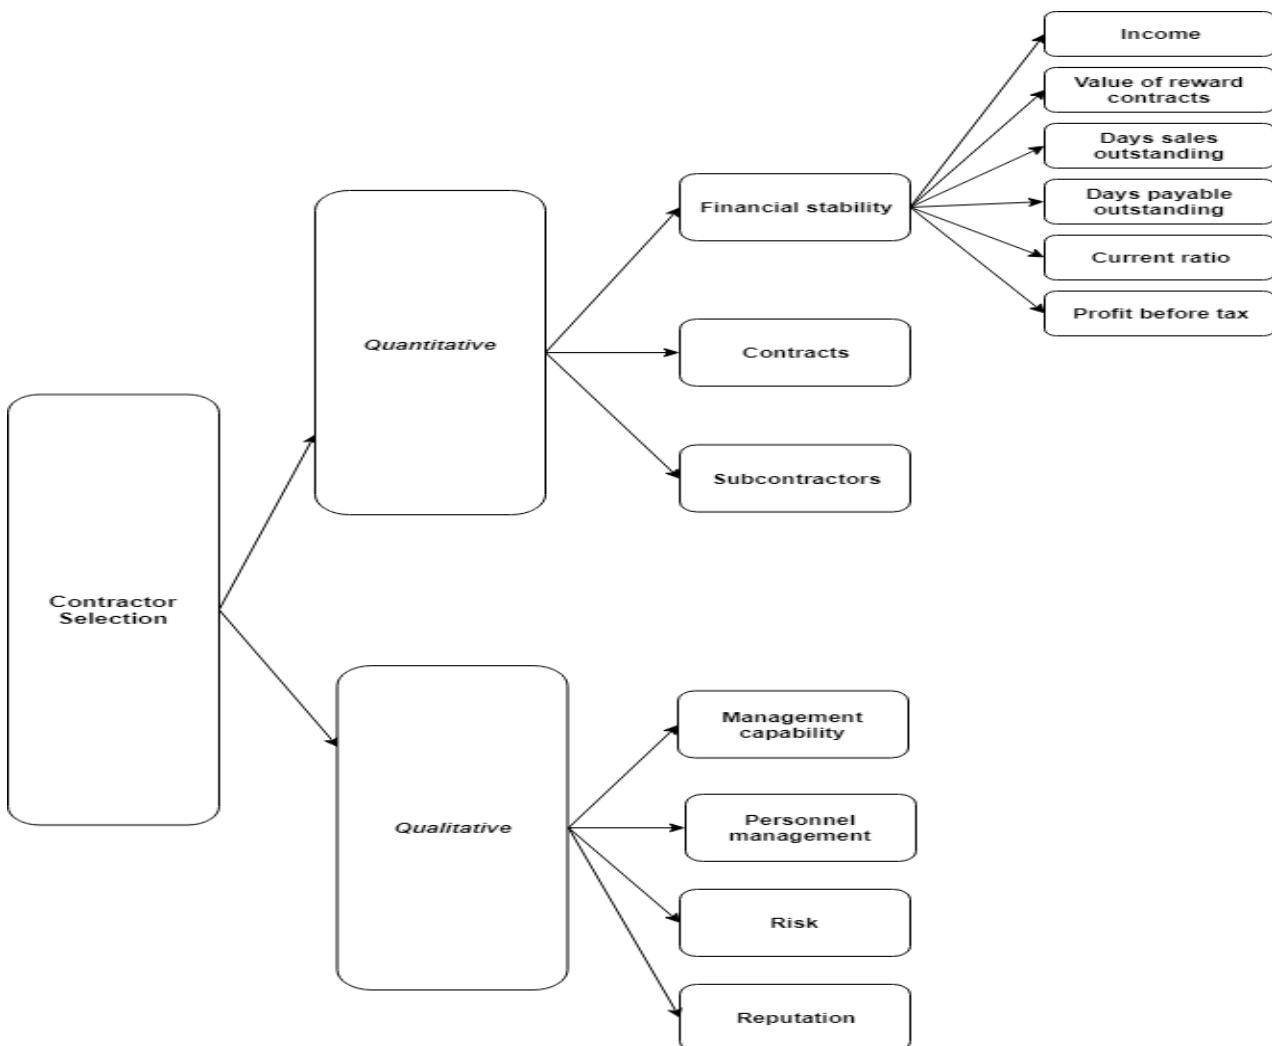 Income
Value of reward
contracts
Days sales
outstanding
Days payable
outstanding
Financial stability
Current ratio
Profit before tax
Quantitative
Contracts
Subcontractors
Contractor
Selection
Management
capability
Qualitative
Personnel
management
Risk
Reputation